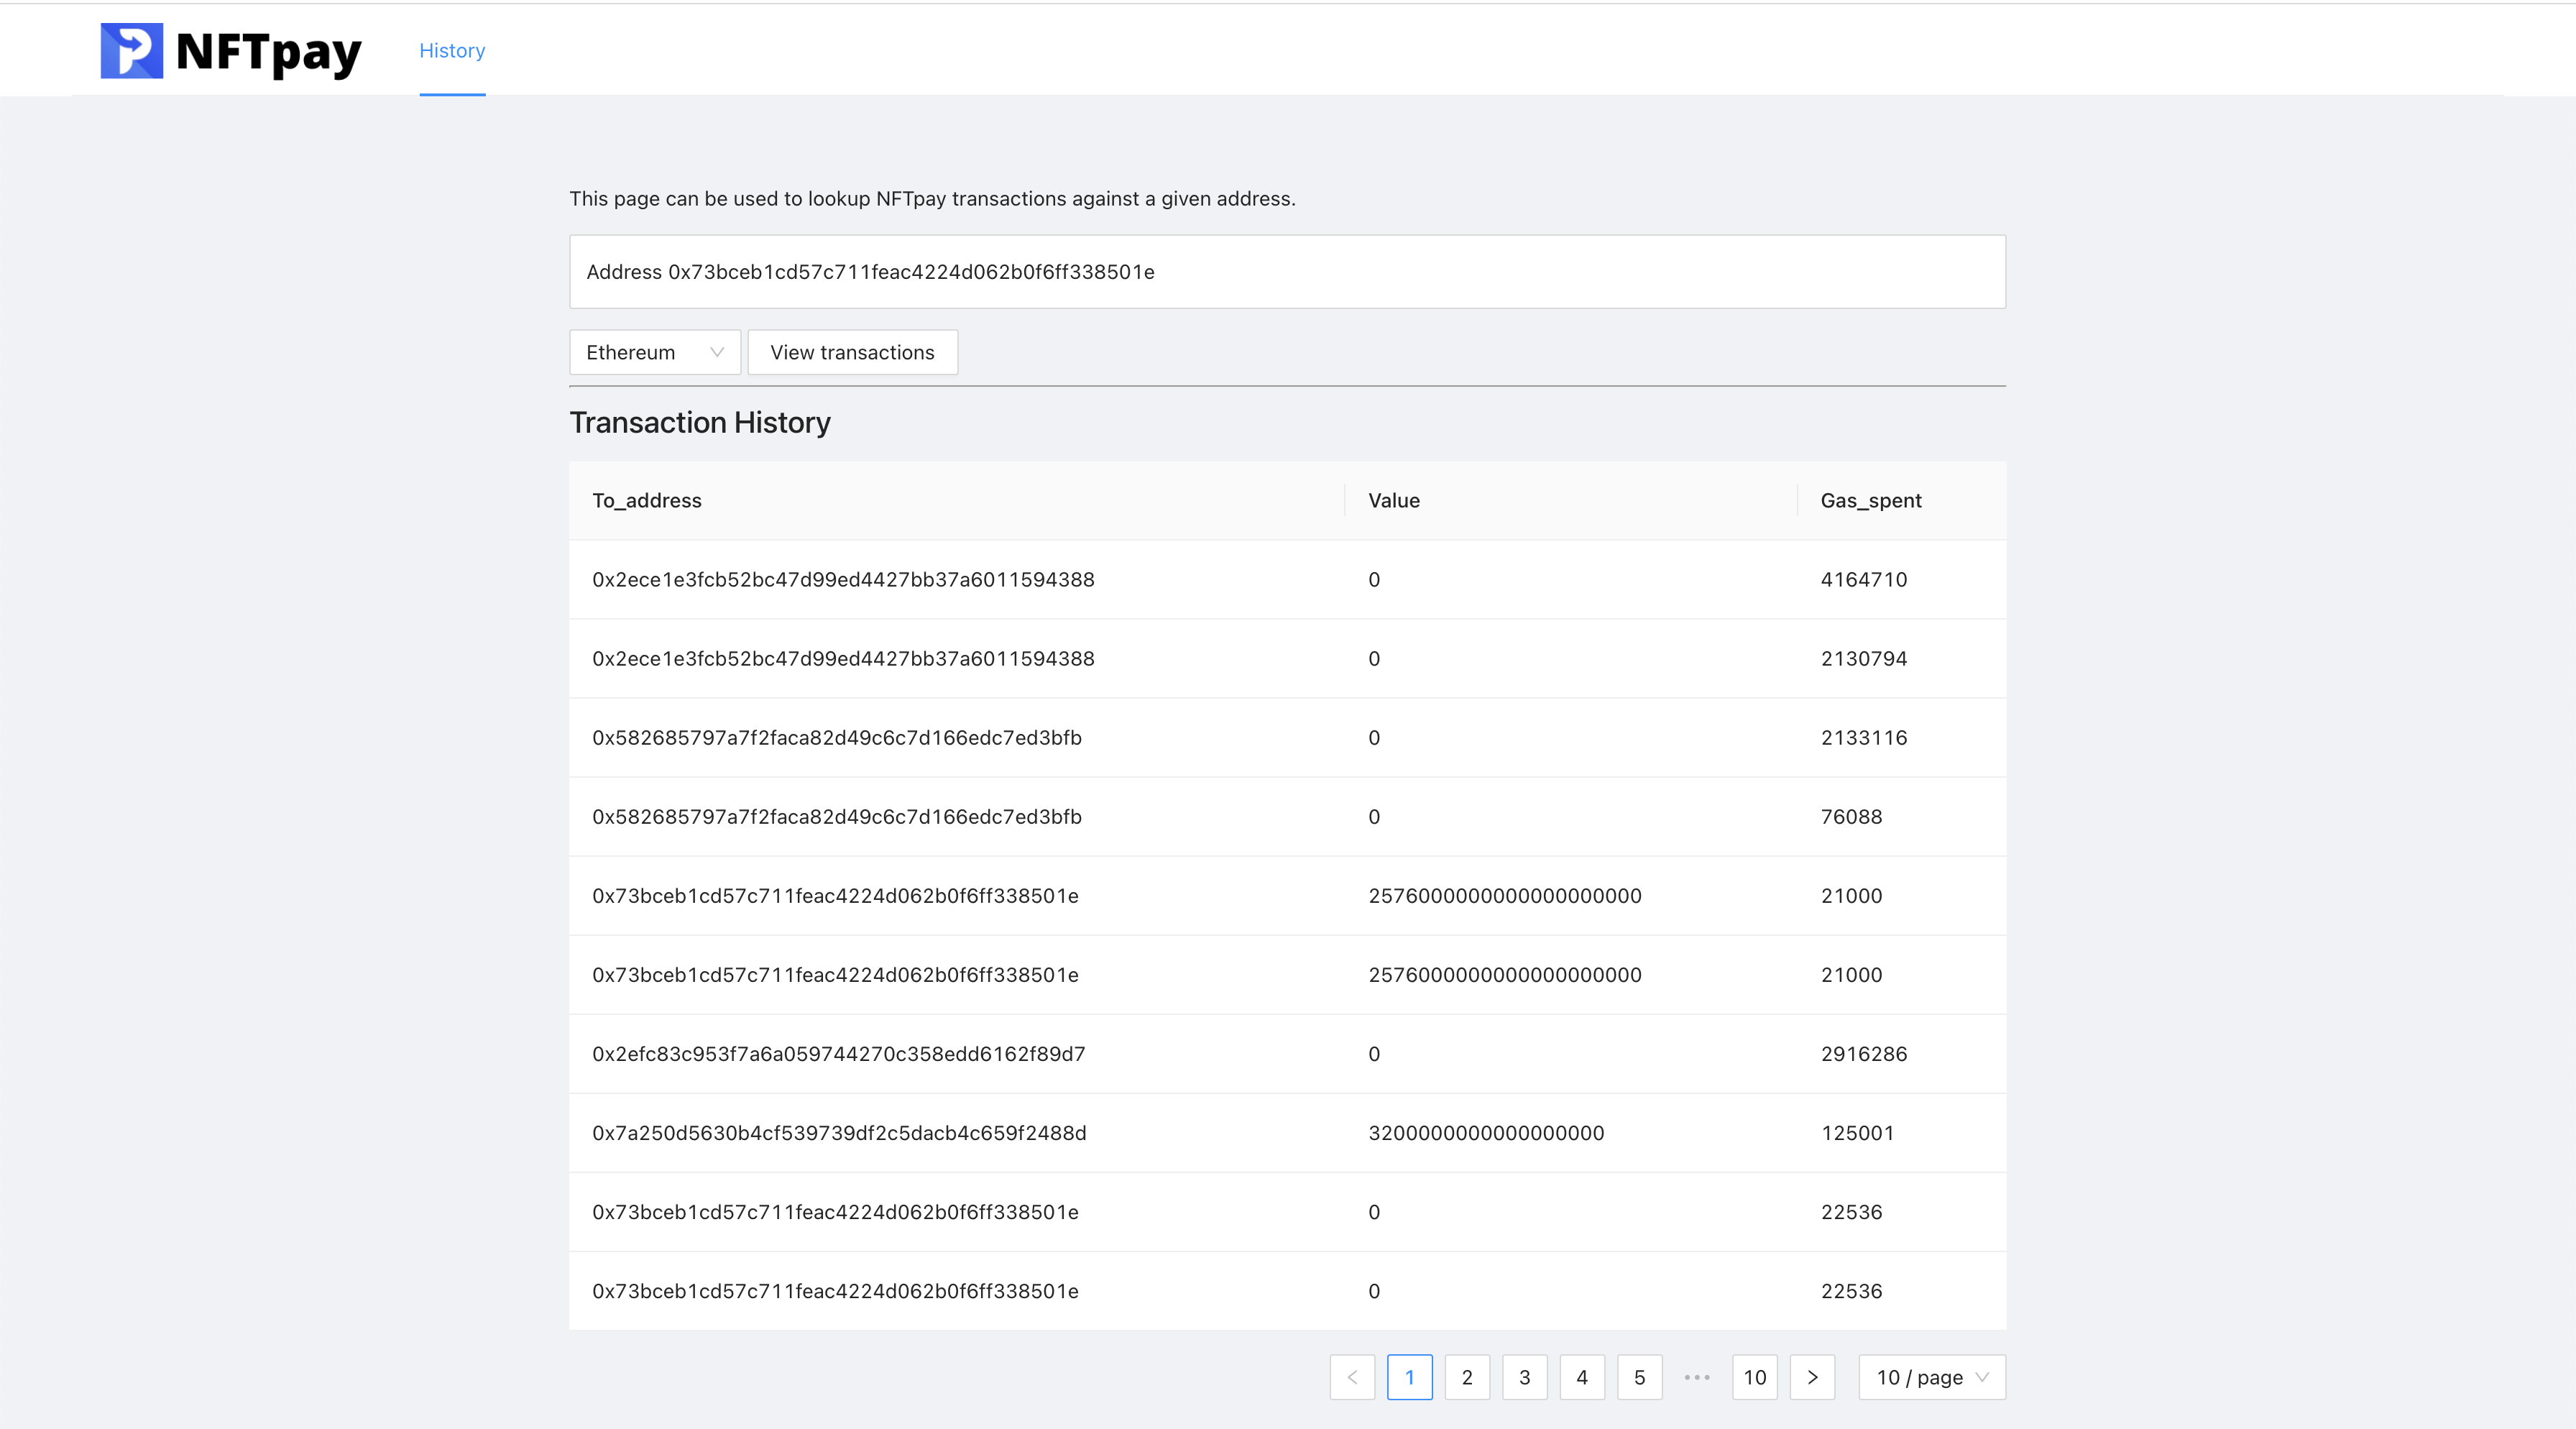 NFTpay History
This page can be used to lookup NFTpay transactions against a given address.
Address 0x73bceb1cd57c711feac4224d062b0f6ff338501e
Ethereum View transactions
Transaction History
To_address Value Gas_spent
0x2ece1e3fcb52bc47d99ed4427bb37a6011594388 0 4164710
0x2ece1e3fcb52bc47d99ed4427bb37a6011594388 0 2130794
0x582685797a7f2faca82d49c6c7d166edc7ed3bfb 0 2133116
0x582685797a7f2faca82d49c6c7d166edc7ed3bfb 0 76088
0x73bceb1cd57c711feac4224d062b0f6ff338501e 2576000000000000000000 21000
0x73bceb1cd57c711feac4224d062b0f6ff338501e 2576000000000000000000 21000
0x2efc83c953f7a6a059744270c358edd6162f89d7 0 2916286
0x7a250d5630b4cf539739df2c5dacb4c659f2488d 3200000000000000000 125001
0x73bceb1cd57c711feac4224d062b0f6ff338501e 0 22536
0x73bceb1cd57c711feac4224d062b0f6ff338501e 0 22536
< 1 2 3 4 5 ••• 10 > 10 / page